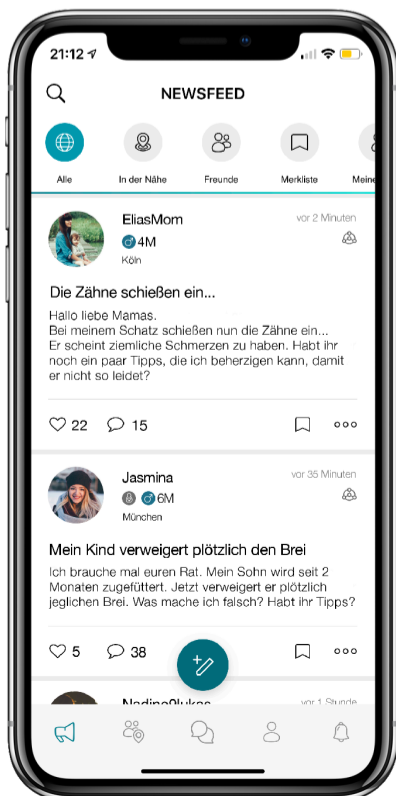 21:12
NEWSFEED
Alle
In der Nähe
Freunde
Merkliste
Meine
EliasMom
vor 2 Minuten
4M
Köln
Die Zähne schießen ein...
Hallo liebe Mamas.
Bei meinem Schatz schießen nun die Zähne ein...
Er scheint ziemliche Schmerzen zu haben. Habt ihr
noch ein paar Tipps, die ich beherzigen kann, damit
er nicht so leidet?
22
15
Jasmina
vor 35 Minuten
6M
München
Mein Kind verweigert plötzlich den Brei
Ich brauche mal euren Rat. Mein Sohn wird seit 2
Monaten zugefüttert. Jetzt verweigert er plötzlich
jeglichen Brei. Was mache ich falsch? Habt ihr Tipps?
5
38
vor 1 Stunde